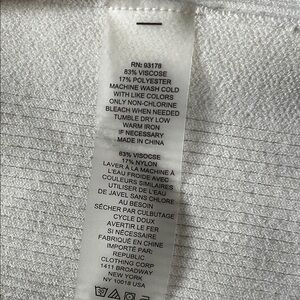 RN: 93178
83% VISCOSE
17% POLYESTER
MACHINE WASH COLD
WITH LIKE COLORS
ONLY NON-CHLORINE
BLEACH WHEN NEEDED
TUMBLE DRY LOW
WARM IRON
IF NECESSARY
MADE IN CHINA
83% VISOCSE
17% NYLON
LAVER À LA MACHINE À
L'EAU FROIDE AVEC
COULEURS SIMILAIRES
UTILISER DE L'EAU
DE JAVEL SANS CHLORE
AU BESOIN
SÉCHER PAR CULBUTAGE
CYCLE DOUX
AVERTIR LE FER
SI NÉCESSAIRE
FABRIQUÉ EN CHINE
IMPORTÉ PAR:
REPUBLIC
CLOTHING CORP
1411 BROADWAY
NEW YORK
NY 10018 USA